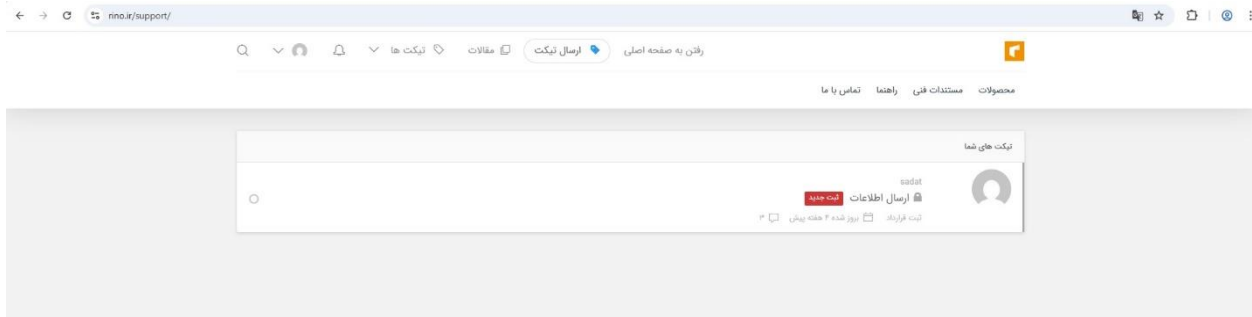 rino.ir/support/
رفتن به صفحه اصلی ارسال تیکت مقالات تیکت ها
محصولات مستندات فنی راهنما تماس با ما
تیکت های شما
sadat
ارسال اطلاعات ثبت جدید
ثبت قرارداد بروز شده ۴ هفته پیش ۳